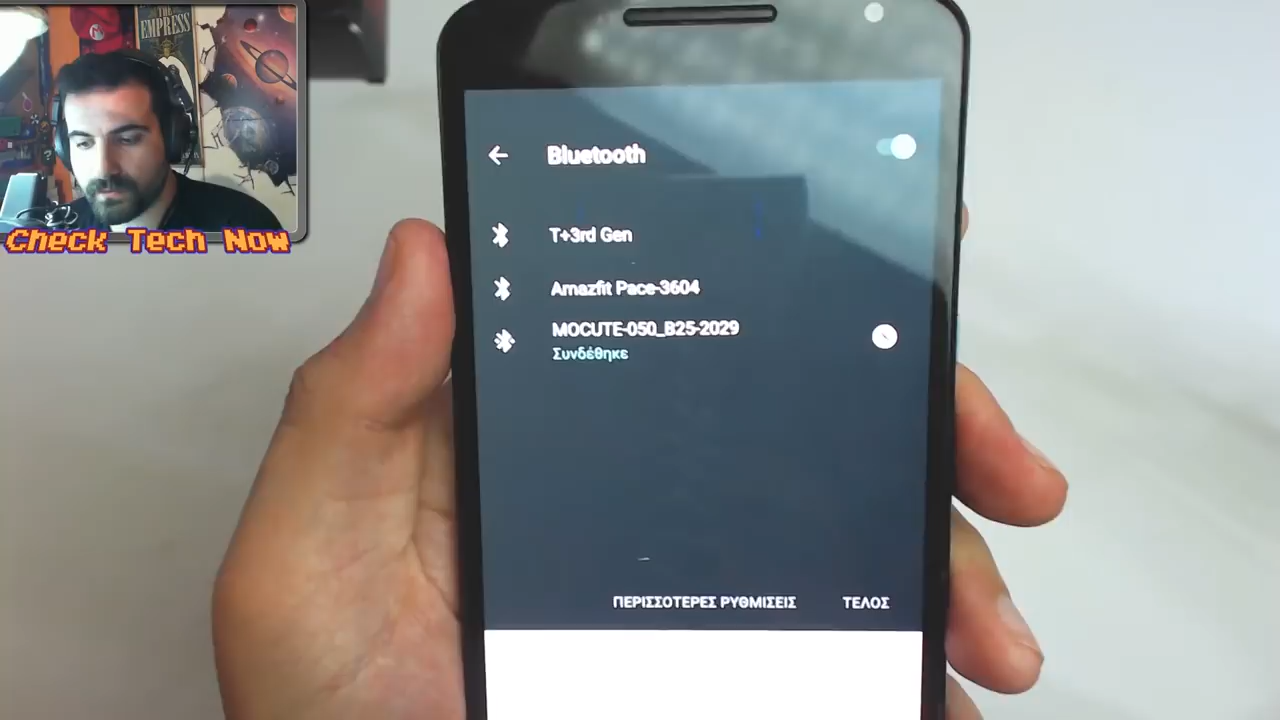 THE EMPRESS
Check Tech Now
Bluetooth
T+3rd Gen
Amazfit Pace-3604
MOCUTE-050_B25-2029
Συνδέθηκε
ΠΕΡΙΣΣΟΤΕΡΕΣ ΡΥΘΜΙΣΕΙΣ ΤΕΛΟΣ